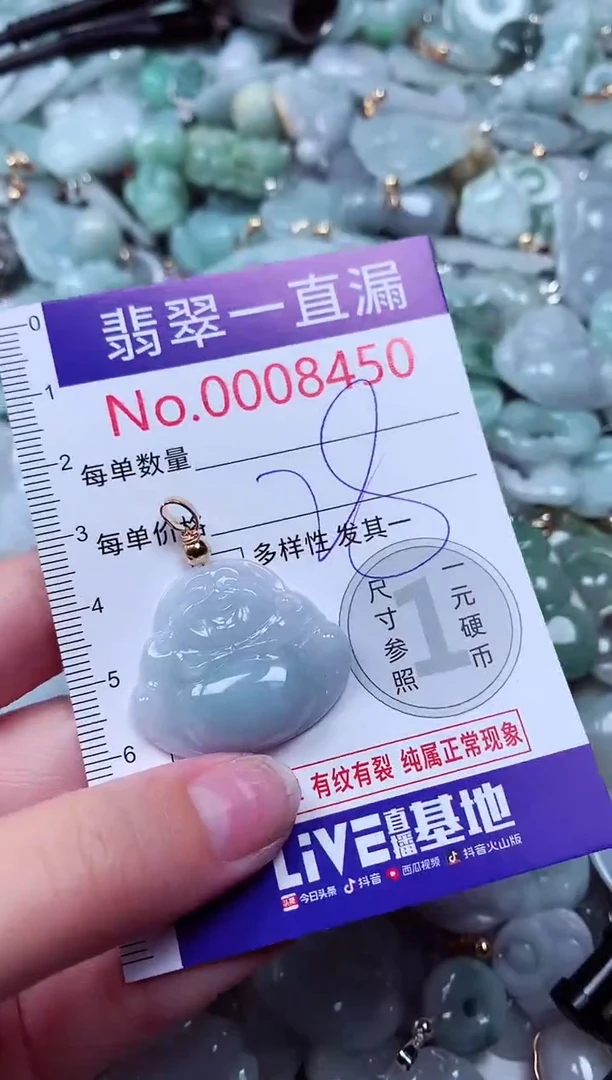 翡翠一直漏
No.0008450
0
1
2
3
4
5
6
每单数量
每单价格
多样性 发其一
28
1
一元硬币
尺寸参照
有纹有裂 纯属正常现象
LiVE直播基地
头条 今日头条 抖音 西瓜视频 抖音火山版